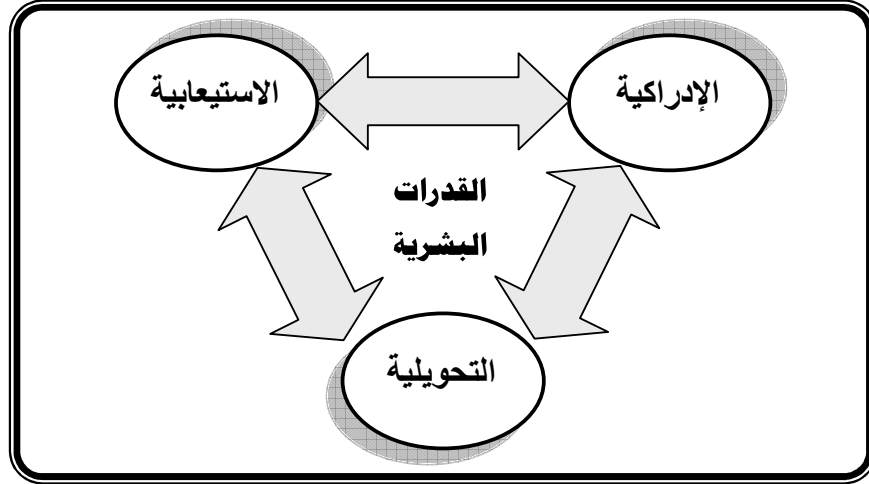 الإدراكية
الاستيعابية
القدرات
البشرية
التحويلية